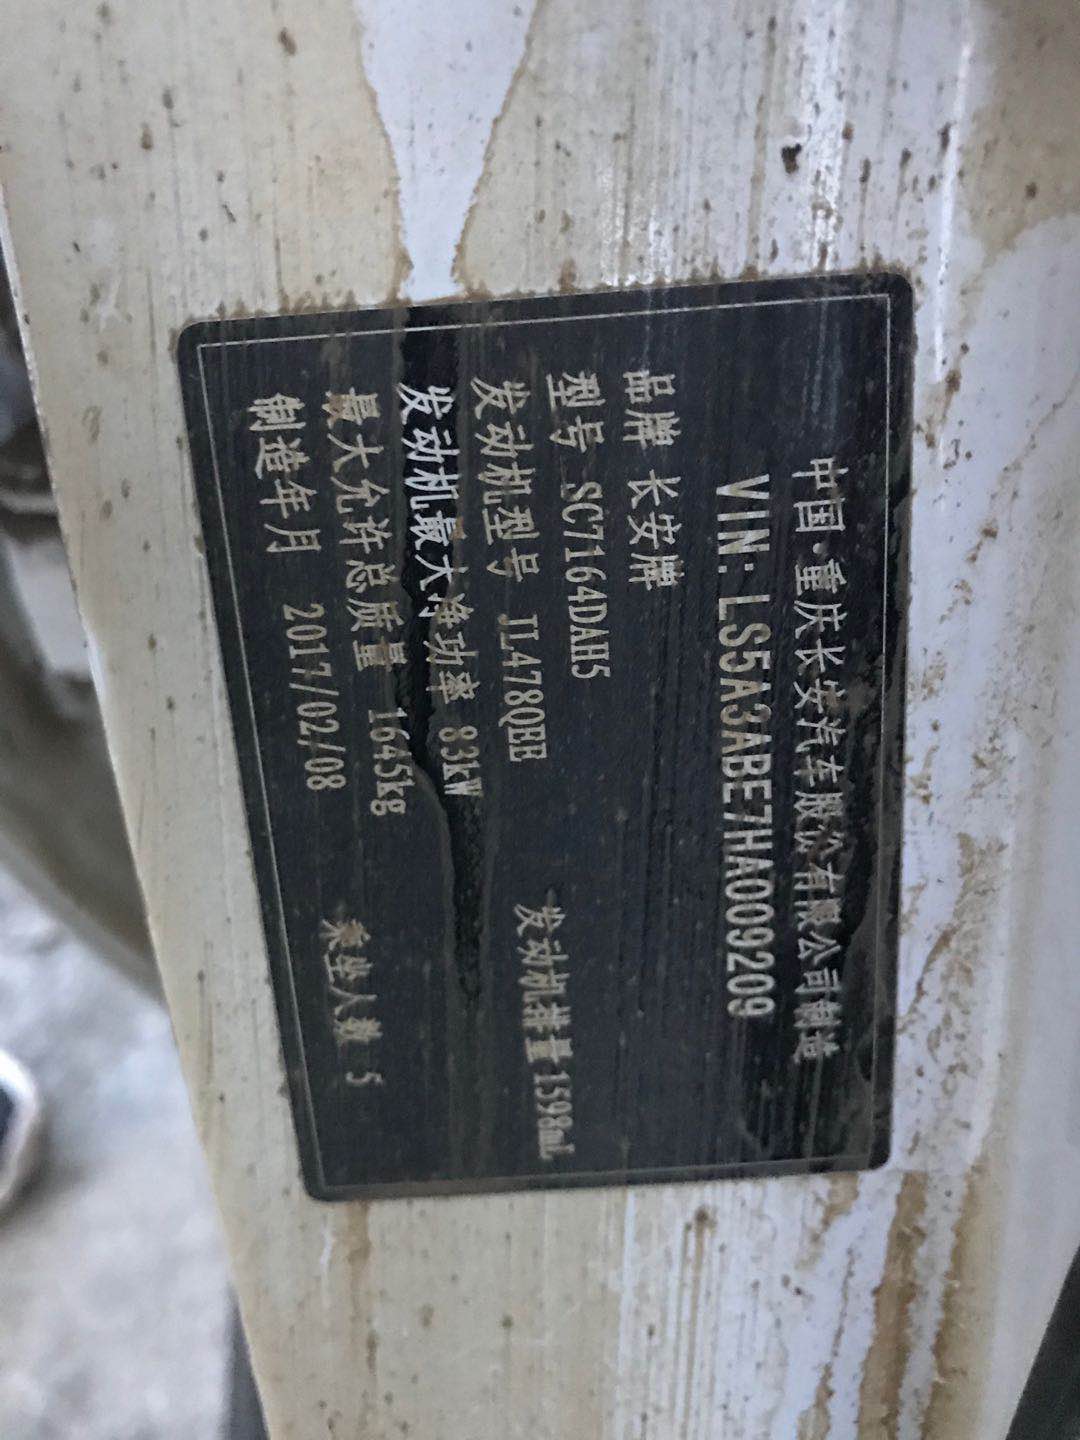 中国·重庆长安汽车股份有限公司制造
VIN: LS5A3ABE7HA009209
品牌 长安牌
型号 SC7164DAH5
发动机型号 JL478QEE 发动机排量 1598mL
发动机最大净功率 83kW
最大允许总质量 1645kg
制造年月 2017/02/08 乘坐人数 5